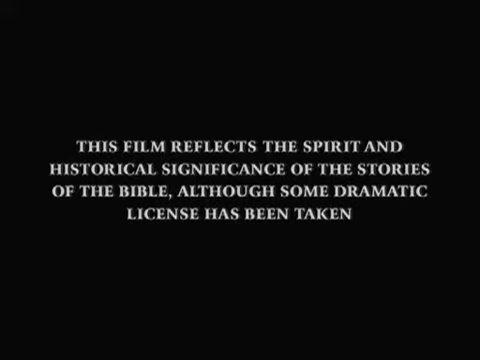 THIS FILM REFLECTS THE SPIRIT AND
HISTORICAL SIGNIFICANCE OF THE STORIES
OF THE BIBLE, ALTHOUGH SOME DRAMATIC
LICENSE HAS BEEN TAKEN